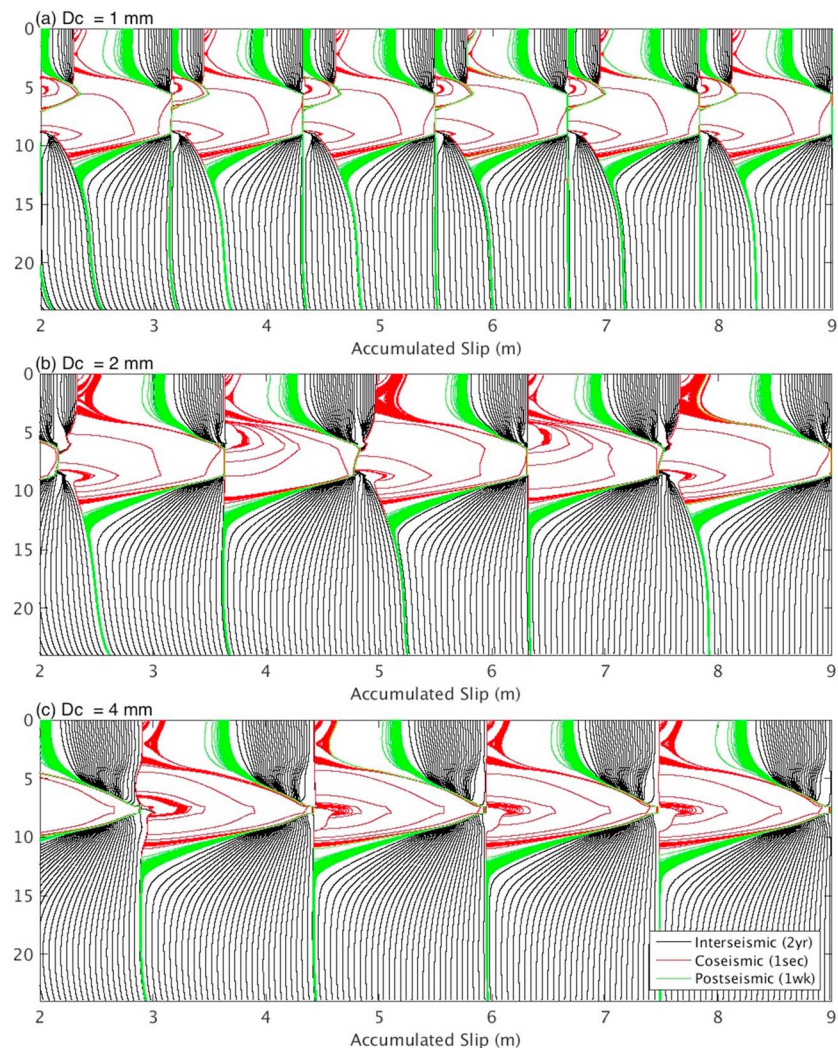 (a) Dc = 1 mm
0
5
10
15
20
2 3 4 5 6 7 8 9
Accumulated Slip (m)
(b) Dc = 2 mm
0
5
10
15
20
2 3 4 5 6 7 8 9
Accumulated Slip (m)
(c) Dc = 4 mm
0
5
10
15
20
Interseismic (2yr)
Coseismic (1sec)
Postseismic (1wk)
2 3 4 5 6 7 8 9
Accumulated Slip (m)